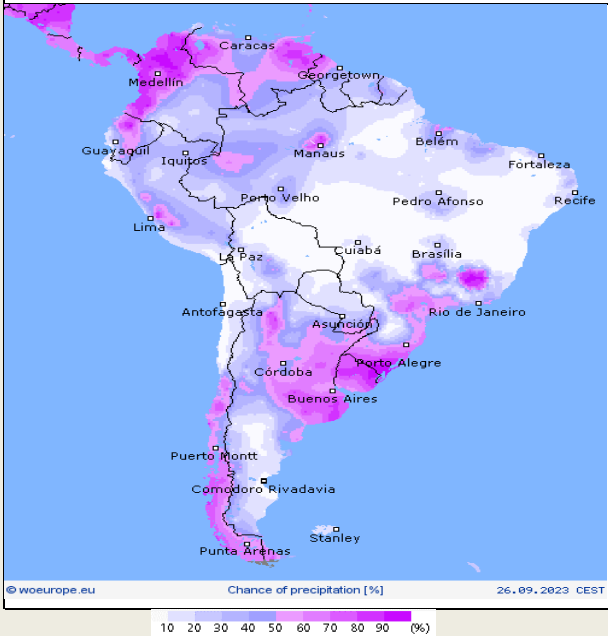 Caracas
Georgetown
Medellín
Guayaquil
Iquitos
Manaus
Belém
Fortaleza
Porto Velho
Pedro Afonso
Recife
Lima
La Paz
Cuiabá
Brasília
Antofagasta
Asunción
Rio de Janeiro
Córdoba
Porto Alegre
Buenos Aires
Puerto Montt
Comodoro Rivadavia
Stanley
Punta Arenas
© woeurope.eu
Chance of precipitation [%]
26.09.2023 CEST
10 20 30 40 50 60 70 80 90 (%)